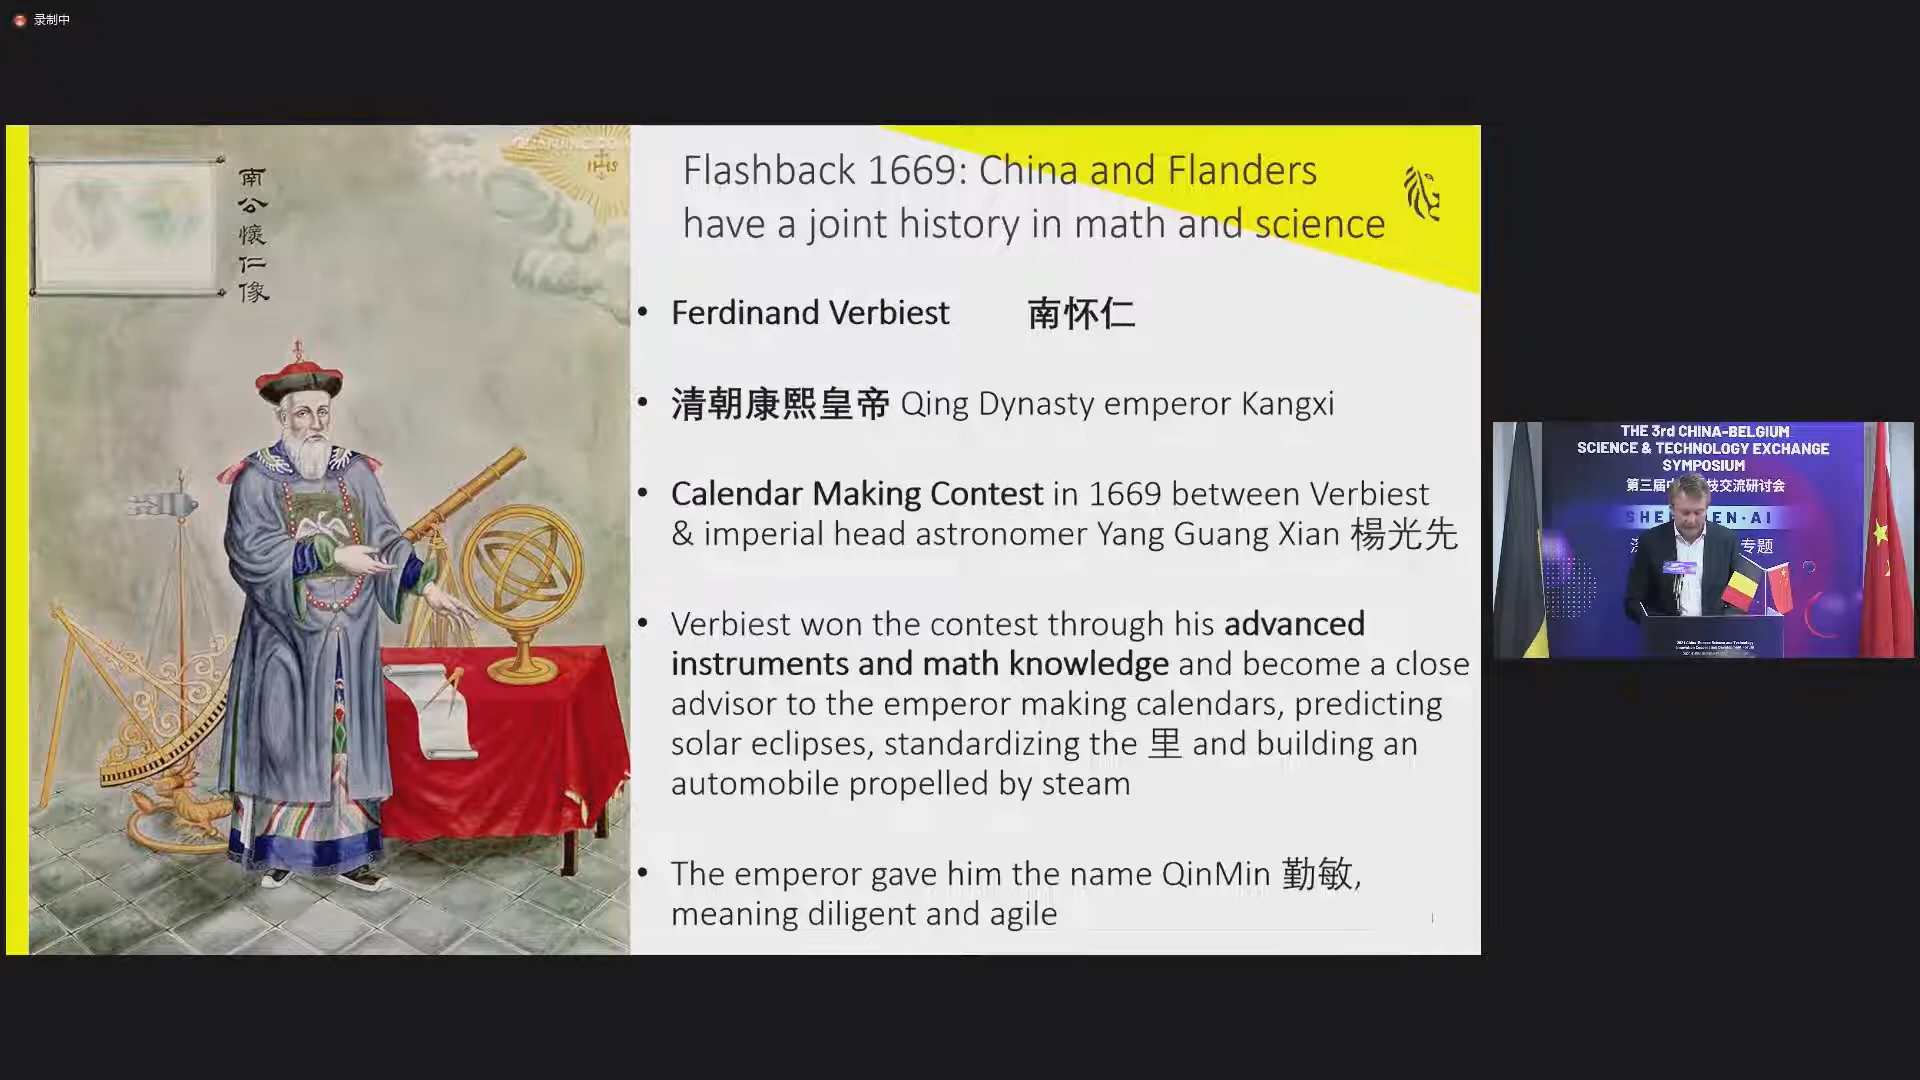 录制中
南公懷仁像
IHS
Flashback 1669: China and Flanders
have a joint history in math and science
• Ferdinand Verbiest 南怀仁
• 清朝康熙皇帝 Qing Dynasty emperor Kangxi
• Calendar Making Contest in 1669 between Verbiest
& imperial head astronomer Yang Guang Xian 楊光先
• Verbiest won the contest through his advanced
instruments and math knowledge and become a close
advisor to the emperor making calendars, predicting
solar eclipses, standardizing the 里 and building an
automobile propelled by steam
• The emperor gave him the name QinMin 勤敏,
meaning diligent and agile
THE 3rd CHINA-BELGIUM
SCIENCE & TECHNOLOGY EXCHANGE
SYMPOSIUM
第三届 技交流研讨会
SHE EN·AI
专题